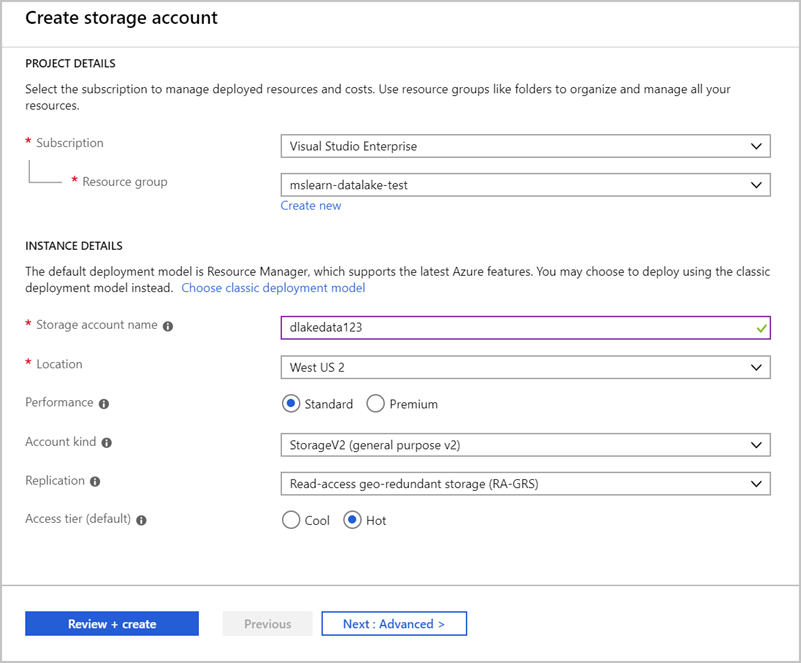 Create storage account
PROJECT DETAILS
Select the subscription to manage deployed resources and costs. Use resource groups like folders to organize and manage all your
resources.
* Subscription
Visual Studio Enterprise
* Resource group
mslearn-datalake-test
Create new
INSTANCE DETAILS
The default deployment model is Resource Manager, which supports the latest Azure features. You may choose to deploy using the classic
deployment model instead. Choose classic deployment model
* Storage account name
dlakedata123
* Location
West US 2
Performance
Standard Premium
Account kind
StorageV2 (general purpose v2)
Replication
Read-access geo-redundant storage (RA-GRS)
Access tier (default)
Cool Hot
Review + create Previous Next : Advanced >